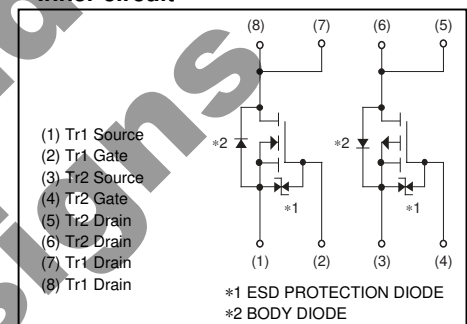 Inner circuit
(8) (7) (6) (5)
(1) Tr1 Source
(2) Tr1 Gate
(3) Tr2 Source
(4) Tr2 Gate
(5) Tr2 Drain
(6) Tr2 Drain
(7) Tr1 Drain
(8) Tr1 Drain
∗2 ∗2
∗1 ∗1
(1) (2) (3) (4)
∗1 ESD PROTECTION DIODE
∗2 BODY DIODE
signs